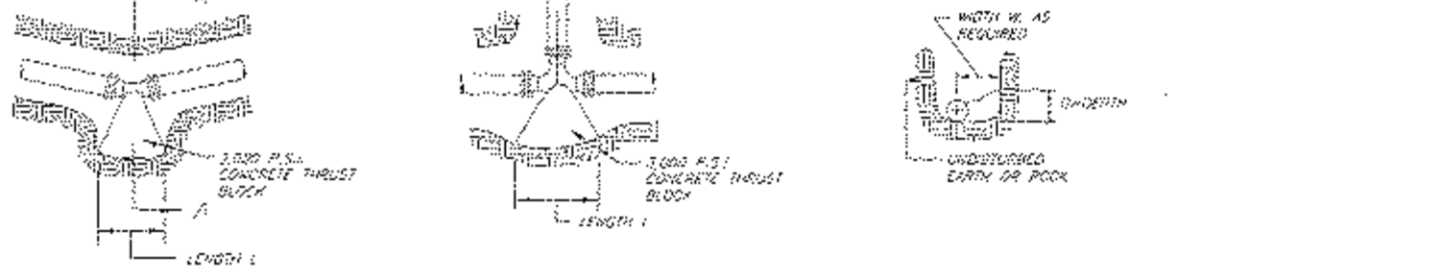 3,000 P.S.I.
CONCRETE THRUST
BLOCK
A
LENGTH L
3,000 P.S.I
CONCRETE THRUST
BLOCK
LENGTH L
WIDTH W, AS
REQUIRED
D=DEPTH
UNDISTURBED
EARTH OR ROCK